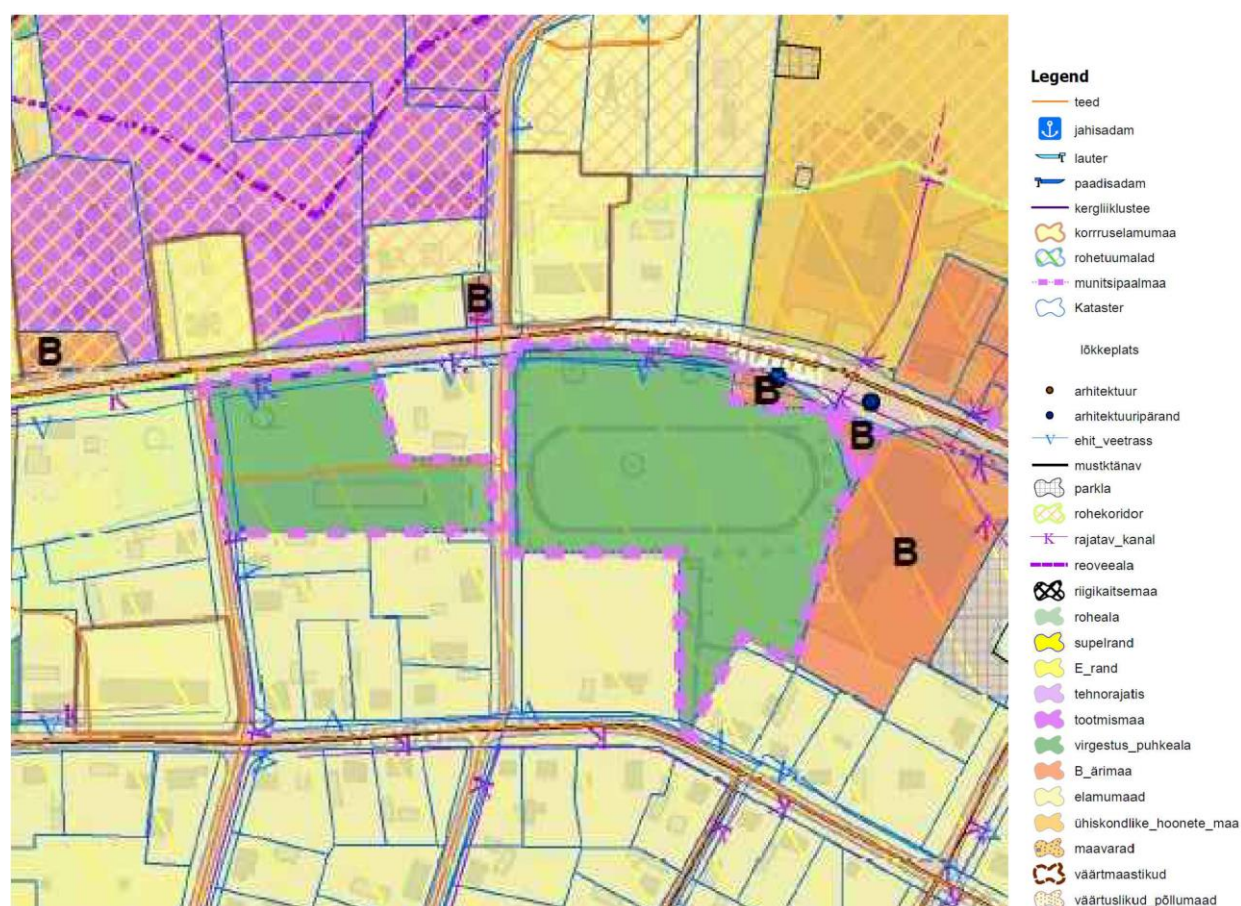 B
B
B
B
B
V
V
V
V
V
K
K
K
K
K
K
Legend
teed
jahisadam
lauter
paadisadam
kergliiklustee
korrruselamumaa
rohetuumalad
munitsipaalmaa
Kataster
lõkkeplats
arhitektuur
arhitektuuripärand
V ehit_veetrass
mustktänav
parkla
rohekoridor
K rajatav_kanal
reoveeala
riigikaitsemaa
roheala
supelrand
E_rand
tehnorajatis
tootmismaa
virgestus_puhkeala
B_ärimaa
elamumaad
ühiskondlike_hoonete_maa
maavarad
väärtmaastikud
väärtuslikud_põllumaad